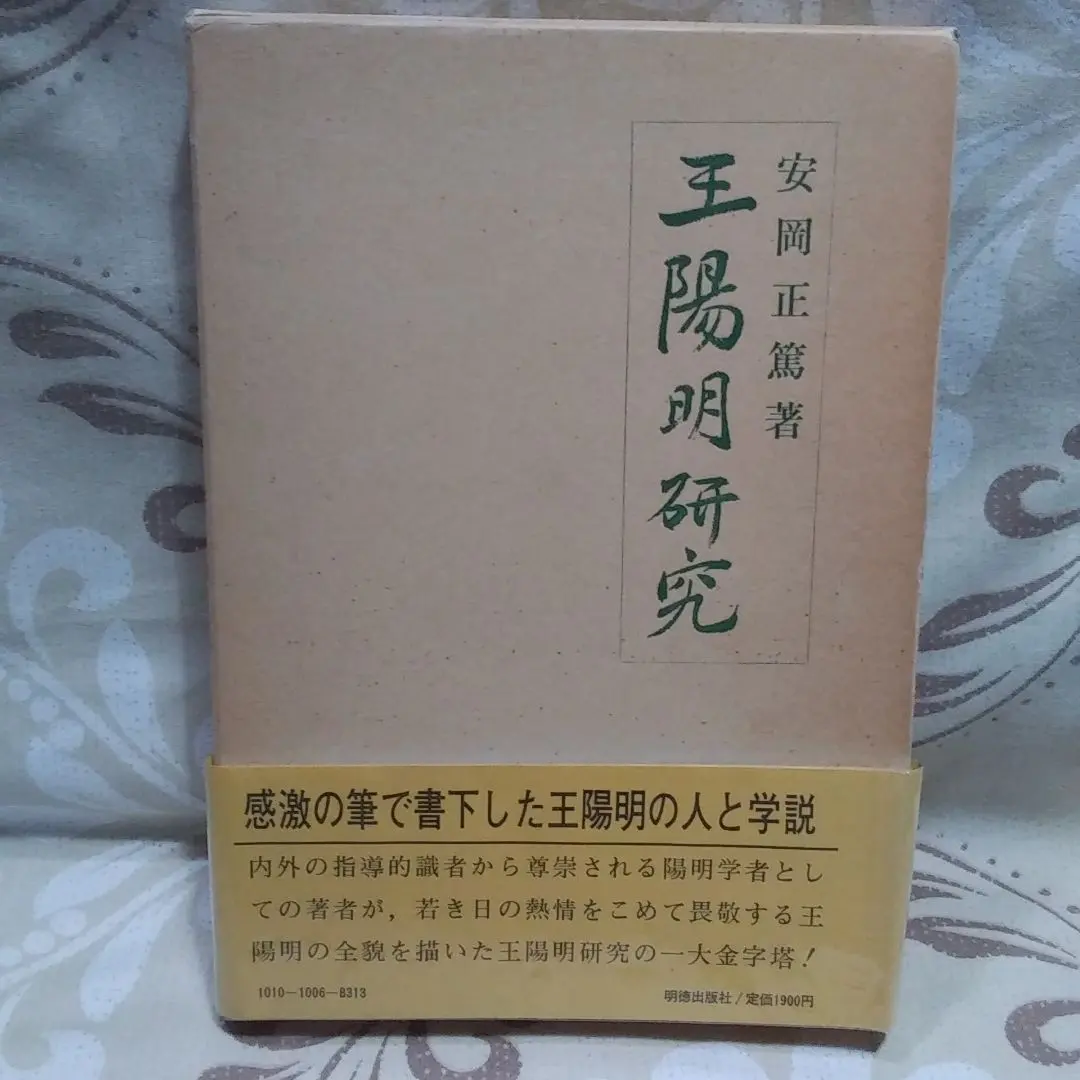 安岡正篤著
王陽明研究
感激の筆で書下した王陽明の人と学説
内外の指導的識者から尊崇される陽明学者とし
ての著者が，若き日の熱情をこめて畏敬する王
陽明の全貌を描いた王陽明研究の一大金字塔！
1010－1006－8313
明徳出版社／定価1900円